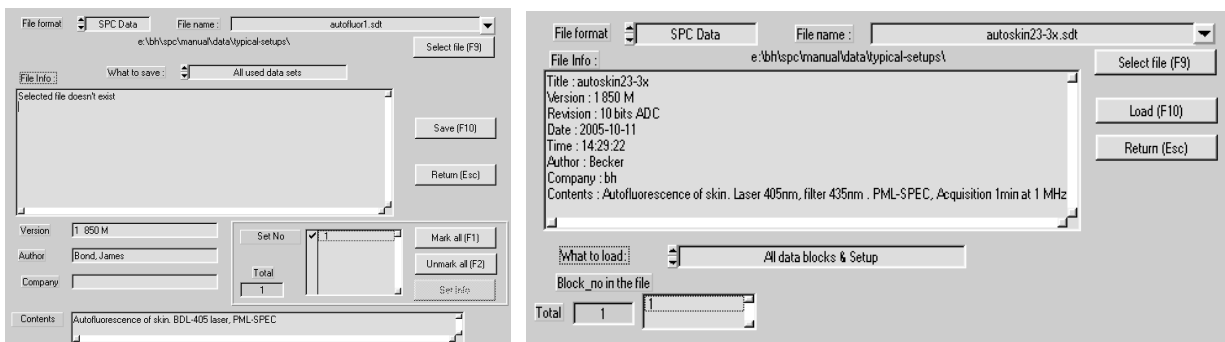 File format SPC Data File name : autofluor1.sdt
e:\bh\spc\manual\data\typical-setups\
Select file (F9)
What to save : All used data sets
File Info :
Selected file doesn't exist
Save (F10)
Return (Esc)
Version 1 850 M
Author Bond, James
Company
Set No 1
Total
1
Mark all (F1)
Unmark all (F2)
Set info
Contents Autofluorescence of skin. BDL-405 laser, PML-SPEC
File format SPC Data File name : autoskin23-3x.sdt
File Info : e:\bh\spc\manual\data\typical-setups\
Select file (F9)
Title : autoskin23-3x
Version : 1 850 M
Revision : 10 bits ADC
Date : 2005-10-11
Time : 14:29:22
Author : Becker
Company : bh
Contents : Autofluorescence of skin. Laser 405nm, filter 435nm . PML-SPEC, Acquisition 1min at 1 MHz
Load (F10)
Return (Esc)
What to load: All data blocks & Setup
Block_no in the file
Total 1 1